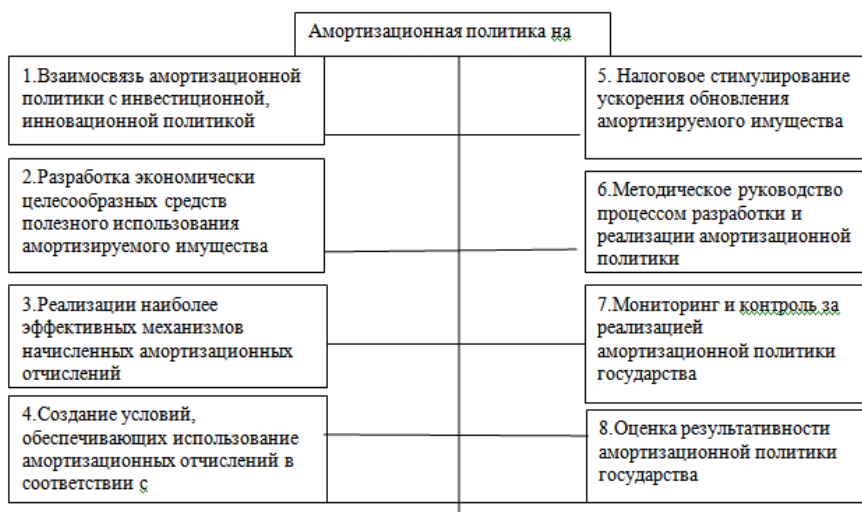 Амортизационная политика на
1.Взаимосвязь амортизационной
политики с инвестиционной,
инновационной политикой
2.Разработка экономически
целесообразных средств
полезного использования
амортизируемого имущества
3.Реализации наиболее
эффективных механизмов
начисленных амортизационных
отчислений
4.Создание условий,
обеспечивающих использование
амортизационных отчислений в
соответствии с
5. Налоговое стимулирование
ускорения обновления
амортизируемого имущества
6.Методическое руководство
процессом разработки и
реализации амортизационной
политики
7.Мониторинг и контроль за
реализацией
амортизационной политики
государства
8.Оценка результативности
амортизационной политики
государства